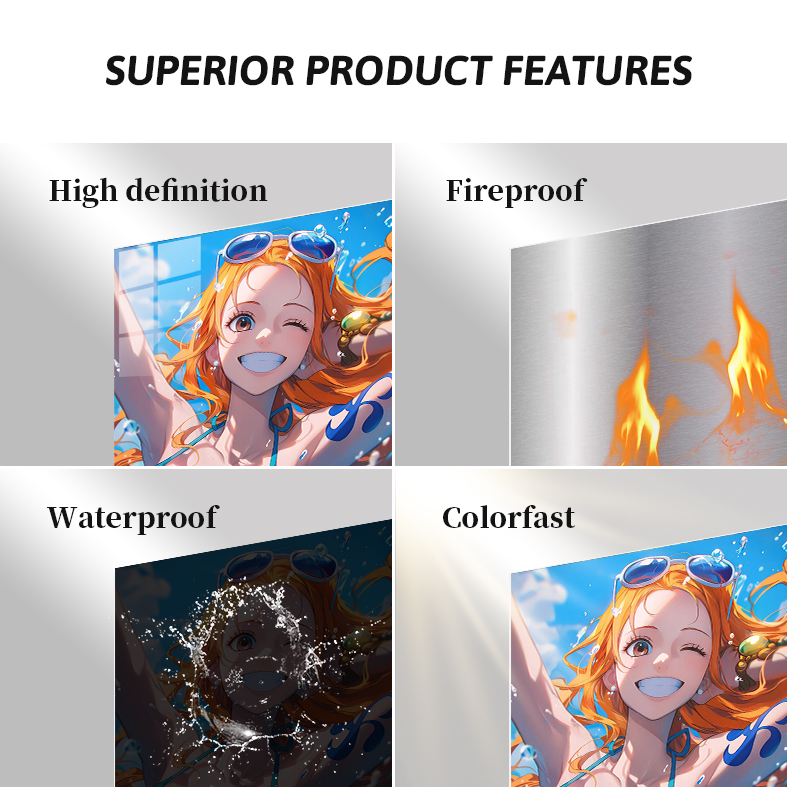 SUPERIOR PRODUCT FEATURES
High definition
Fireproof
Waterproof
Colorfast